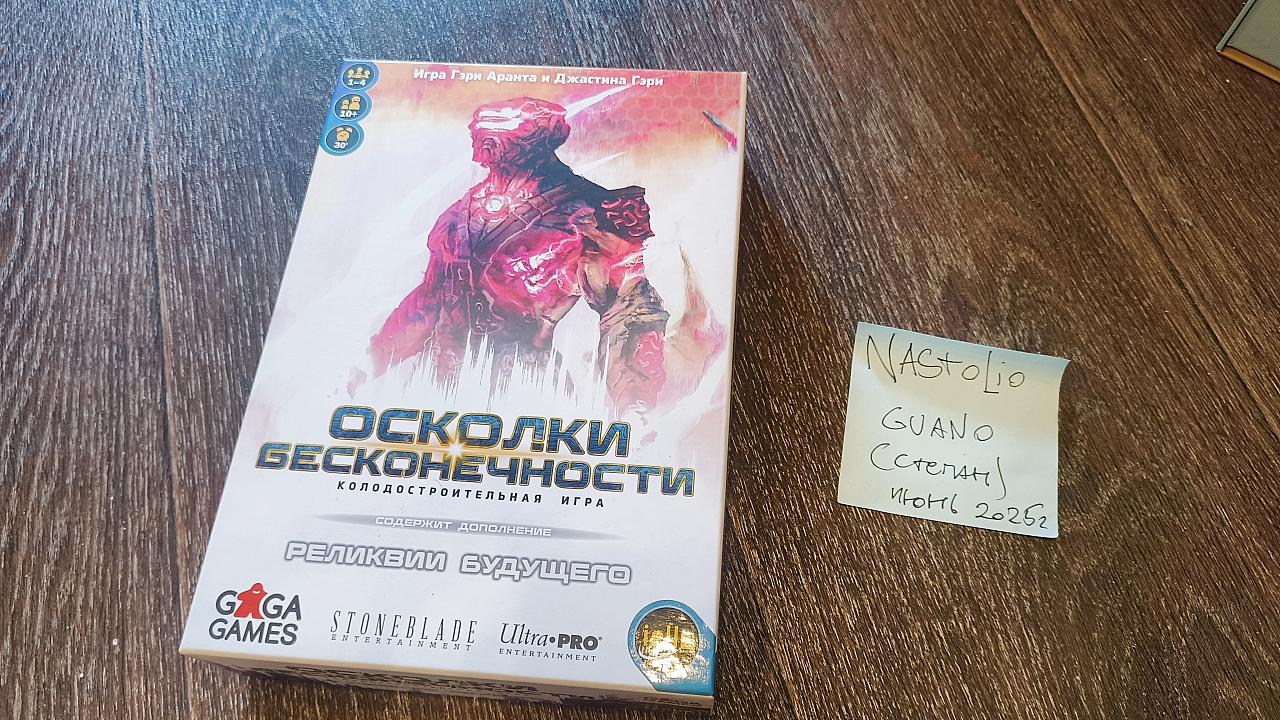 Игра Гэри Аранта и Джастина Гэри
1-4
10+
30'
ОСКОЛКИ
БЕСКОНЕЧНОСТИ
КОЛОДОСТРОИТЕЛЬНАЯ ИГРА
СОДЕРЖИТ ДОПОЛНЕНИЕ
РЕЛИКВИИ БУДУЩЕГО
GAGA
GAMES
STONEBLADE
ENTERTAINMENT
Ultra•PRO®
ENTERTAINMENT
NASTOLIO
GUANO
(степан)
июнь 2025г